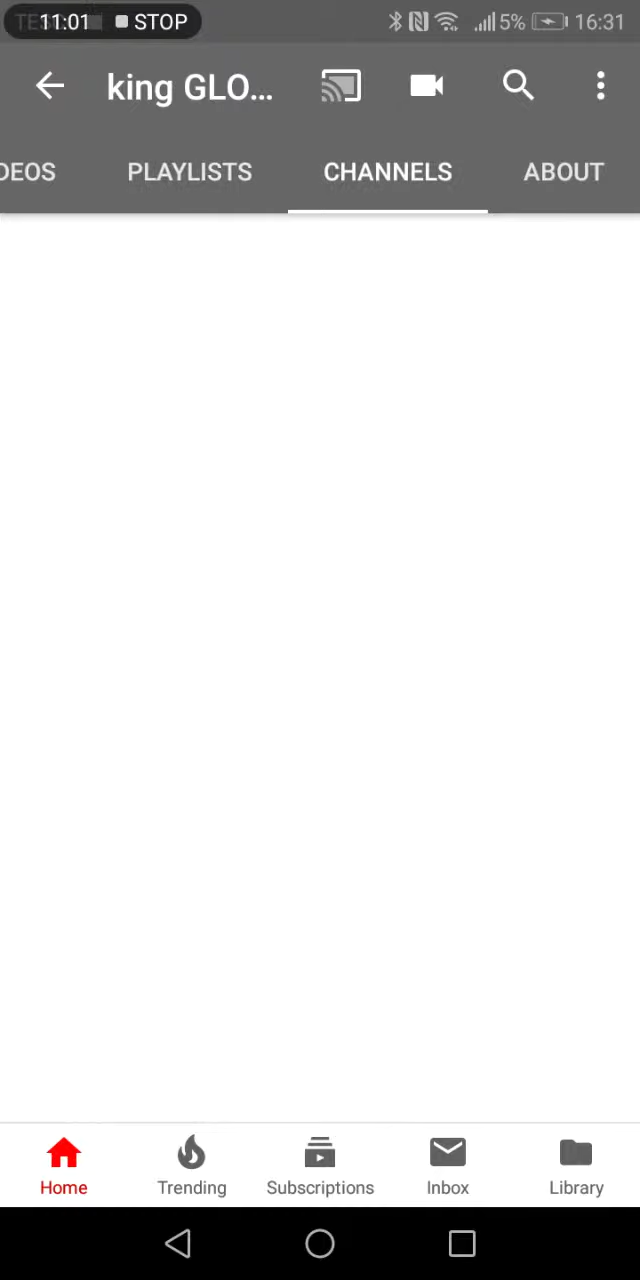 11:01 STOP 5% 16:31
king GLO...
DEOS PLAYLISTS CHANNELS ABOUT
Home Trending Subscriptions Inbox Library